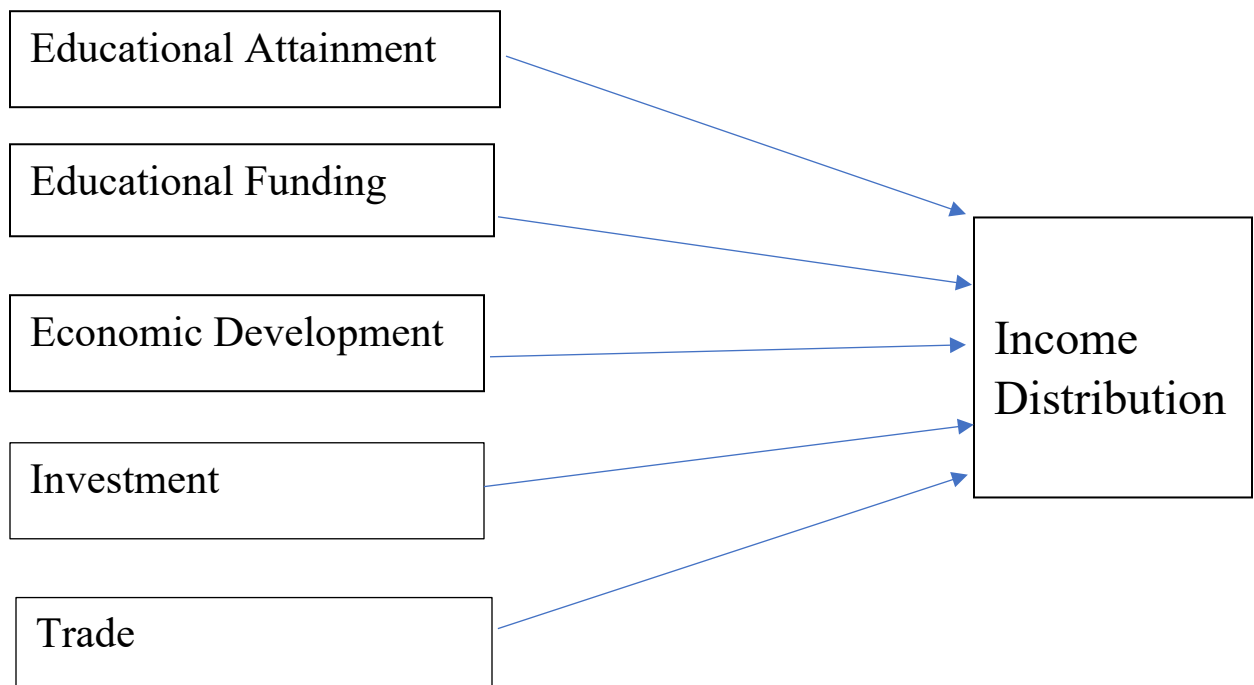 Educational Attainment
Educational Funding
Economic Development
Investment
Trade
Income
Distribution